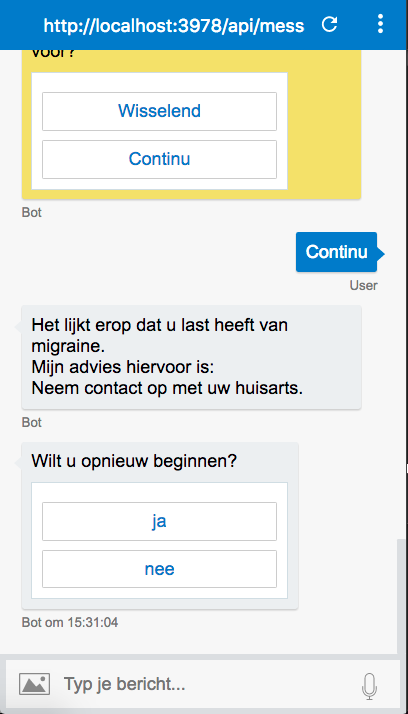 http://localhost:3978/api/mess
voor?
Wisselend
Continu
Bot
Continu
User
Het lijkt erop dat u last heeft van
migraine.
Mijn advies hiervoor is:
Neem contact op met uw huisarts.
Bot
Wilt u opnieuw beginnen?
ja
nee
Bot om 15:31:04
Typ je bericht...